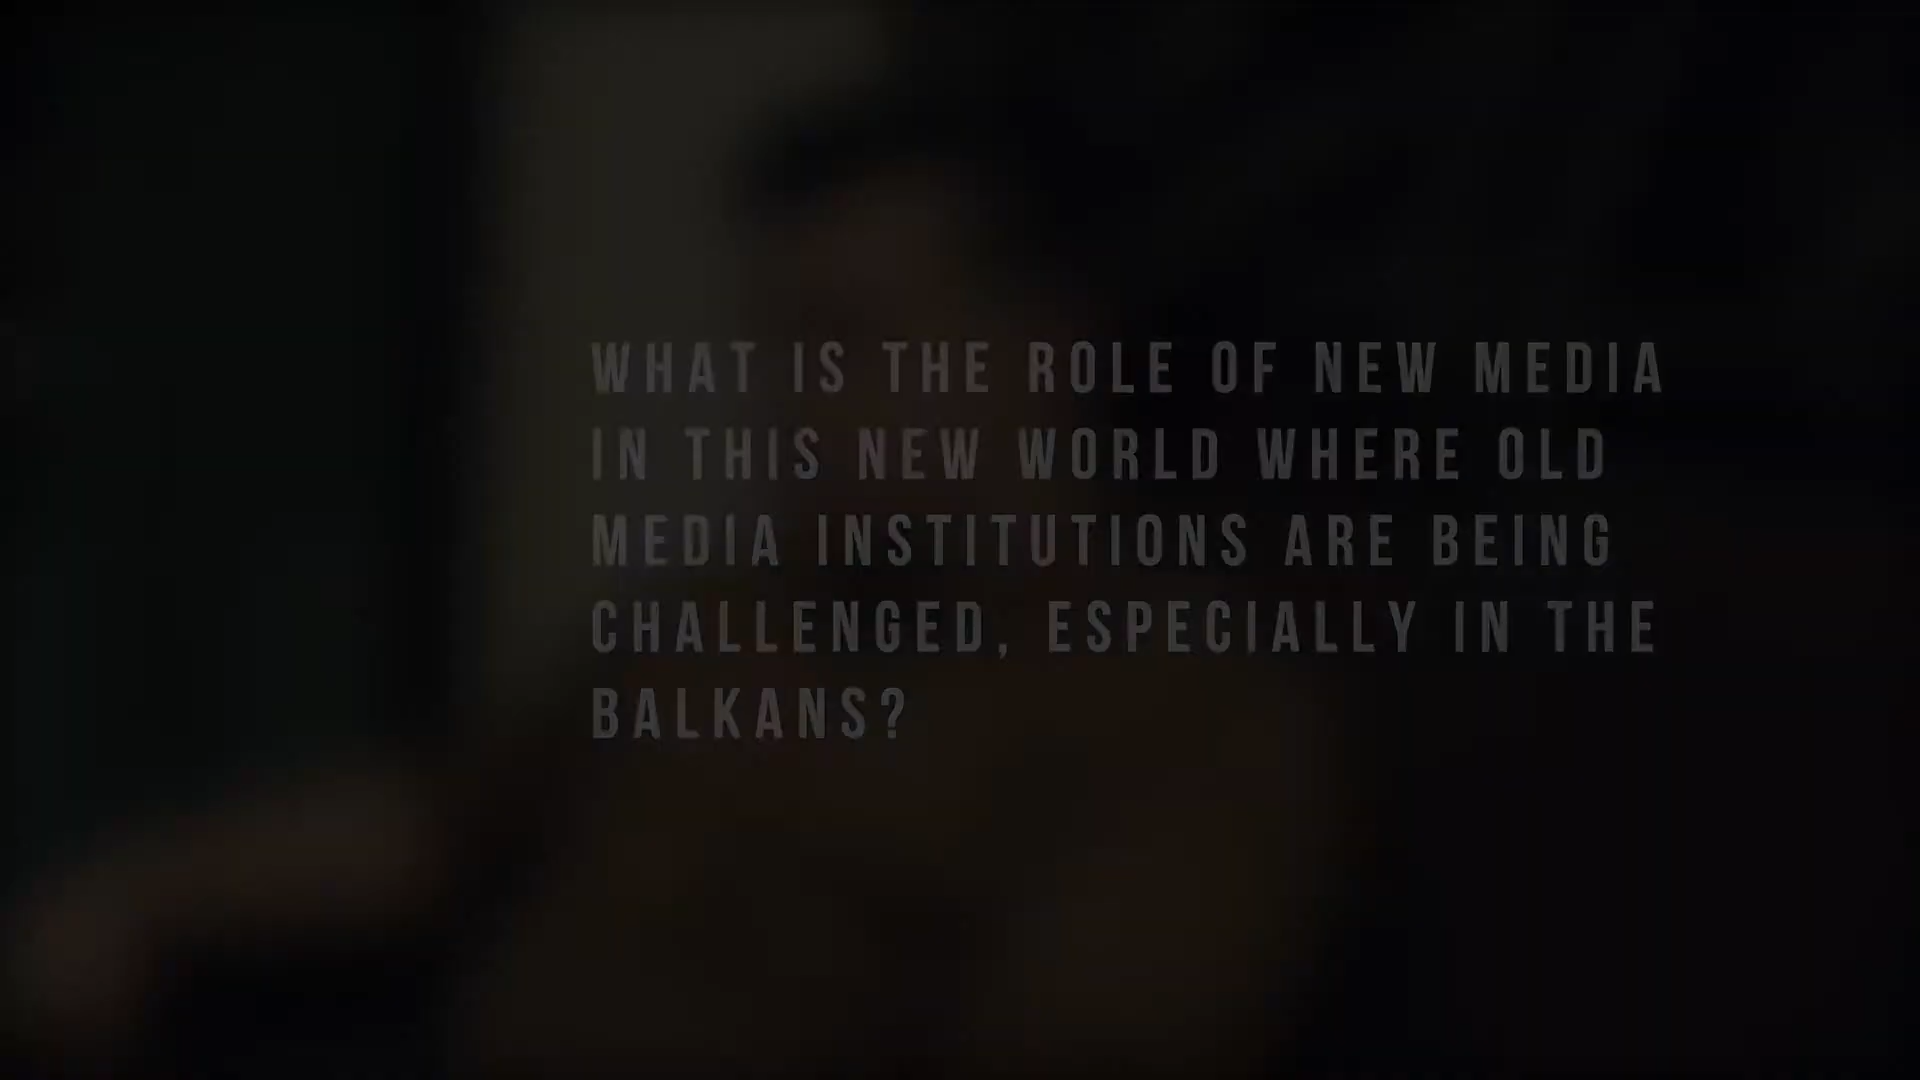 WHAT IS THE ROLE OF NEW MEDIA
IN THIS NEW WORLD WHERE OLD
MEDIA INSTITUTIONS ARE BEING
CHALLENGED, ESPECIALLY IN THE
BALKANS?